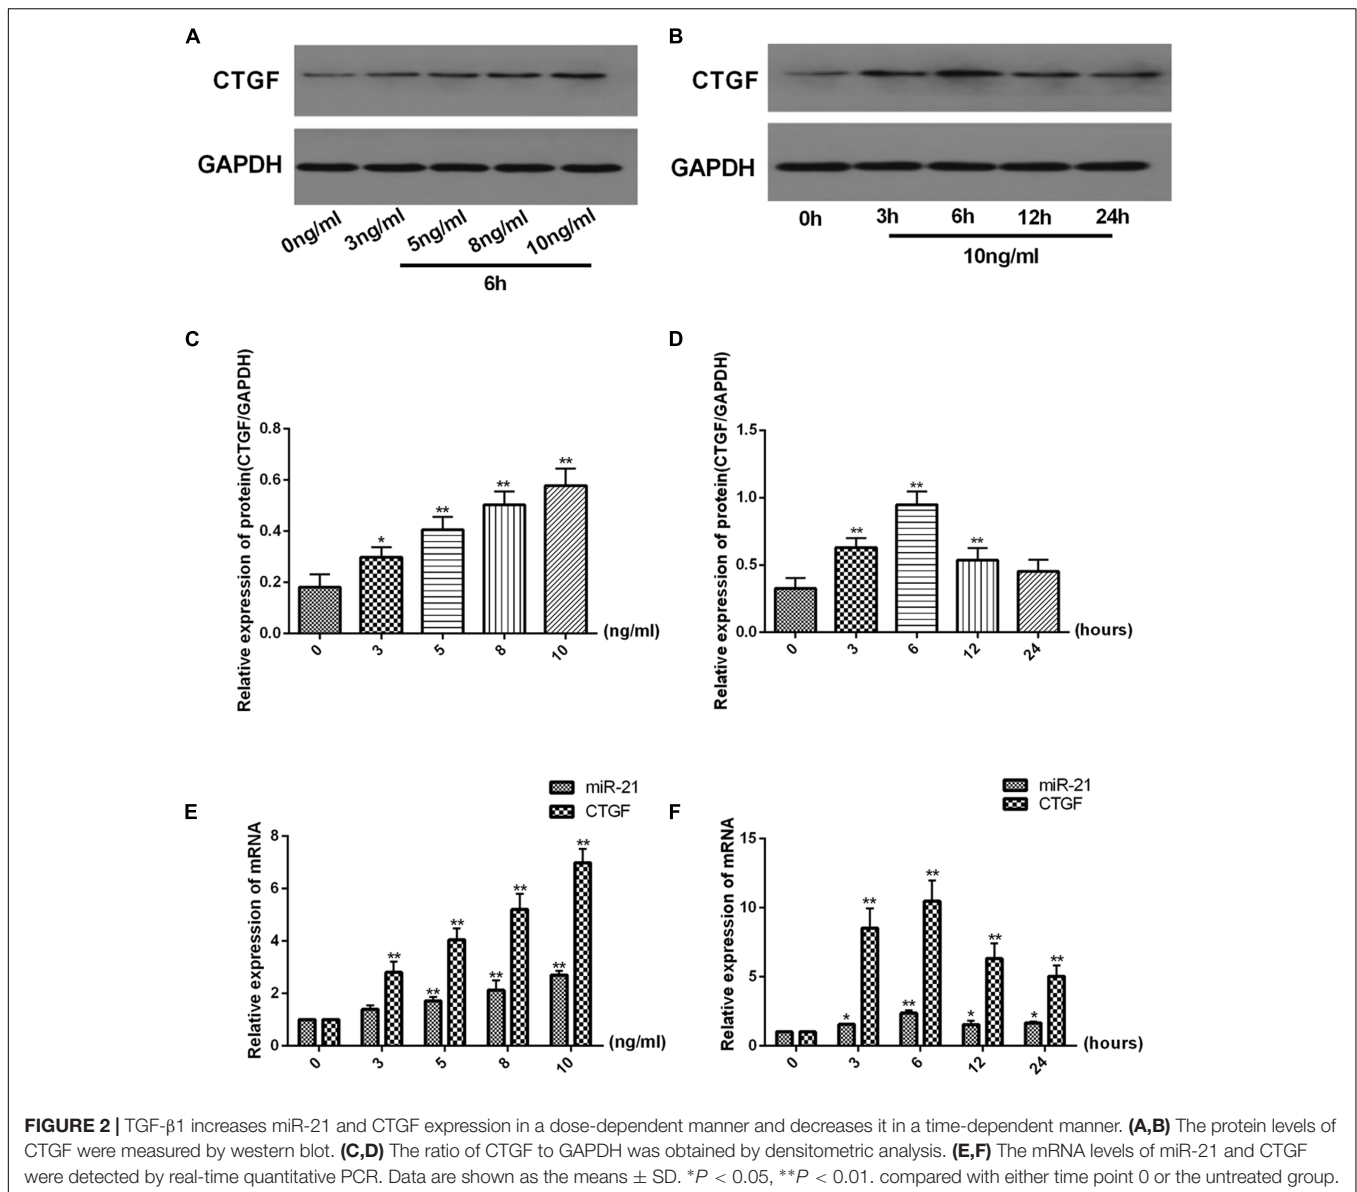 A
CTGF
GAPDH
0ng/ml 3ng/ml 5ng/ml 8ng/ml 10ng/ml
6h
B
CTGF
GAPDH
0h 3h 6h 12h 24h
10ng/ml
C
Relative expression of protein(CTGF/GAPDH)
0.8
0.6
0.4
0.2
0.0
* ** ** **
0 3 5 8 10
(ng/ml)
D
Relative expression of protein(CTGF/GAPDH)
1.5
1.0
0.5
0.0
** ** **
0 3 6 12 24
(hours)
E
miR-21
CTGF
Relative expression of mRNA
8
6
4
2
0
** ** ** ** ** ** **
0 3 5 8 10
(ng/ml)
F
miR-21
CTGF
Relative expression of mRNA
15
10
5
0
* ** ** ** * ** * **
0 3 6 12 24
(hours)
FIGURE 2 | TGF-β1 increases miR-21 and CTGF expression in a dose-dependent manner and decreases it in a time-dependent manner. (A,B) The protein levels of
CTGF were measured by western blot. (C,D) The ratio of CTGF to GAPDH was obtained by densitometric analysis. (E,F) The mRNA levels of miR-21 and CTGF
were detected by real-time quantitative PCR. Data are shown as the means ± SD. *P < 0.05, **P < 0.01. compared with either time point 0 or the untreated group.